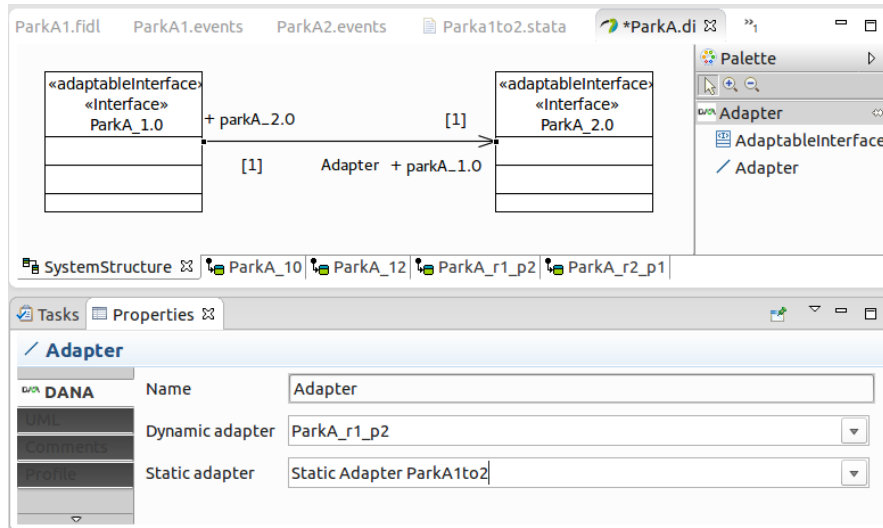 ParkA1.fidl ParkA1.events ParkA2.events Parka1to2.stata *ParkA.di »1
«adaptableInterface» «adaptableInterface»
«Interface» «Interface»
ParkA_1.0 ParkA_2.0
+ parkA_2.0 [1]
[1] Adapter + parkA_1.0
Palette
Adapter
AdaptableInterface
Adapter
SystemStructure ParkA_10 ParkA_12 ParkA_r1_p2 ParkA_r2_p1
Tasks Properties
Adapter
DANA
UML
Comments
Profile
Name Adapter
Dynamic adapter ParkA_r1_p2
Static adapter Static Adapter ParkA1to2